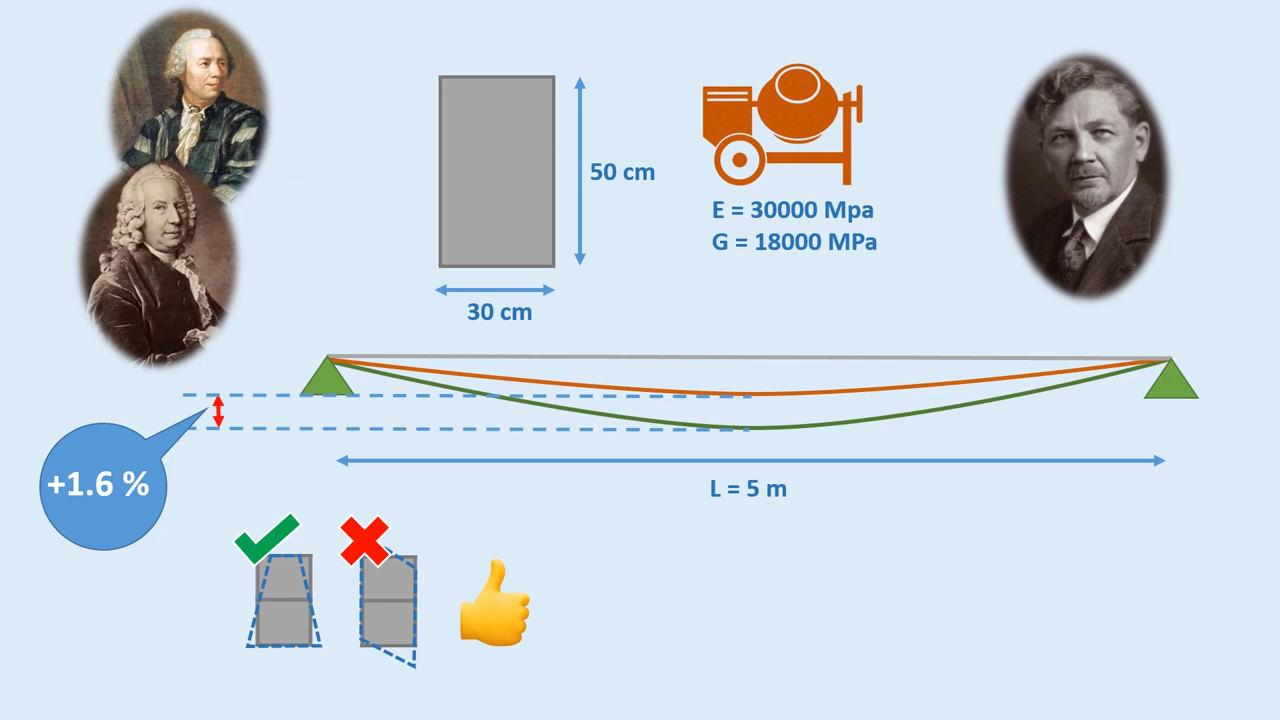 50 cm
30 cm
E = 30000 Mpa
G = 18000 MPa
+1.6 %
L = 5 m